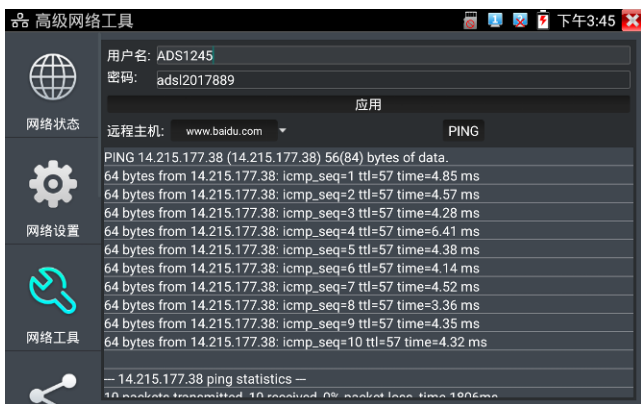 高级网络工具
下午3:45
用户名: ADS1245
密码: adsl2017889
应用
网络状态
远程主机: www.baidu.com PING
PING 14.215.177.38 (14.215.177.38) 56(84) bytes of data.
64 bytes from 14.215.177.38: icmp_seq=1 ttl=57 time=4.85 ms
64 bytes from 14.215.177.38: icmp_seq=2 ttl=57 time=4.57 ms
64 bytes from 14.215.177.38: icmp_seq=3 ttl=57 time=4.28 ms
64 bytes from 14.215.177.38: icmp_seq=4 ttl=57 time=6.41 ms
网络设置
64 bytes from 14.215.177.38: icmp_seq=5 ttl=57 time=4.38 ms
64 bytes from 14.215.177.38: icmp_seq=6 ttl=57 time=4.14 ms
64 bytes from 14.215.177.38: icmp_seq=7 ttl=57 time=4.52 ms
64 bytes from 14.215.177.38: icmp_seq=8 ttl=57 time=3.36 ms
64 bytes from 14.215.177.38: icmp_seq=9 ttl=57 time=4.35 ms
64 bytes from 14.215.177.38: icmp_seq=10 ttl=57 time=4.32 ms
网络工具
--- 14.215.177.38 ping statistics ---
10 packets transmitted, 10 received, 0% packet loss, time 1806ms